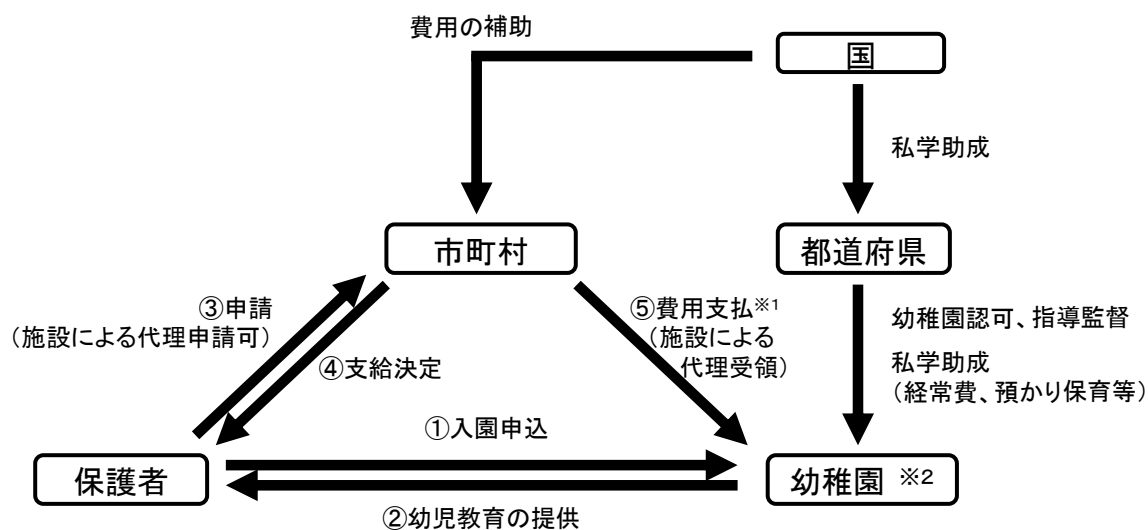 費用の補助
国
私学助成
市町村
都道府県
③申請
（施設による代理申請可）
④支給決定
⑤費用支払※1
（施設による
代理受領）
幼稚園認可、指導監督
私学助成
（経常費、預かり保育等）
①入園申込
保護者
幼稚園 ※2
②幼児教育の提供